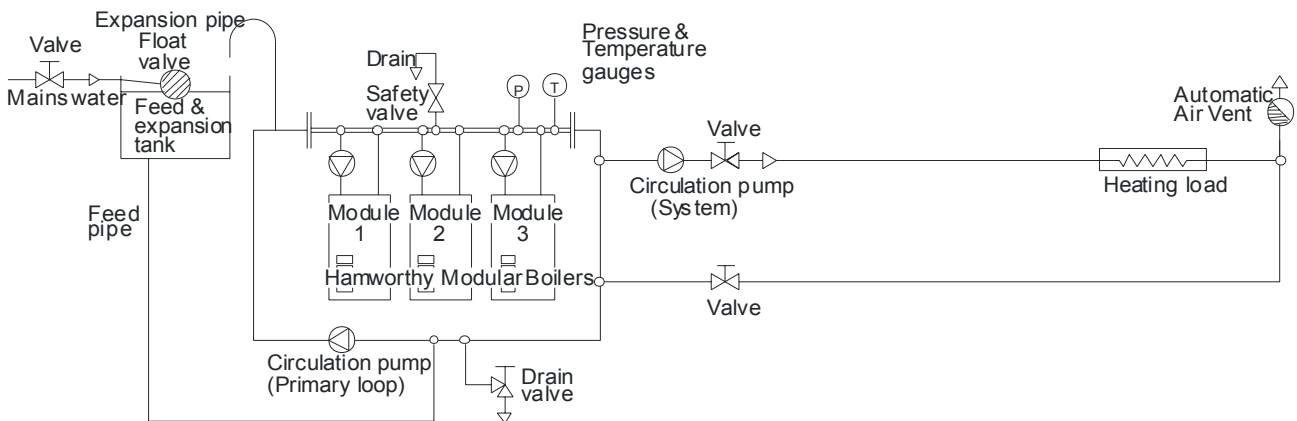 Expansion pipe
Valve
Float
valve
Mains water
Feed &
expansion
tank
Feed
pipe
Drain
Safety
valve
P
T
Pressure &
Temperature
gauges
Module
1
Module
2
Module
3
Hamworthy Modular Boilers
Circulation pump
(Primary loop)
Drain
valve
Valve
Circulation pump
(System)
Valve
Heating load
Automatic
Air Vent